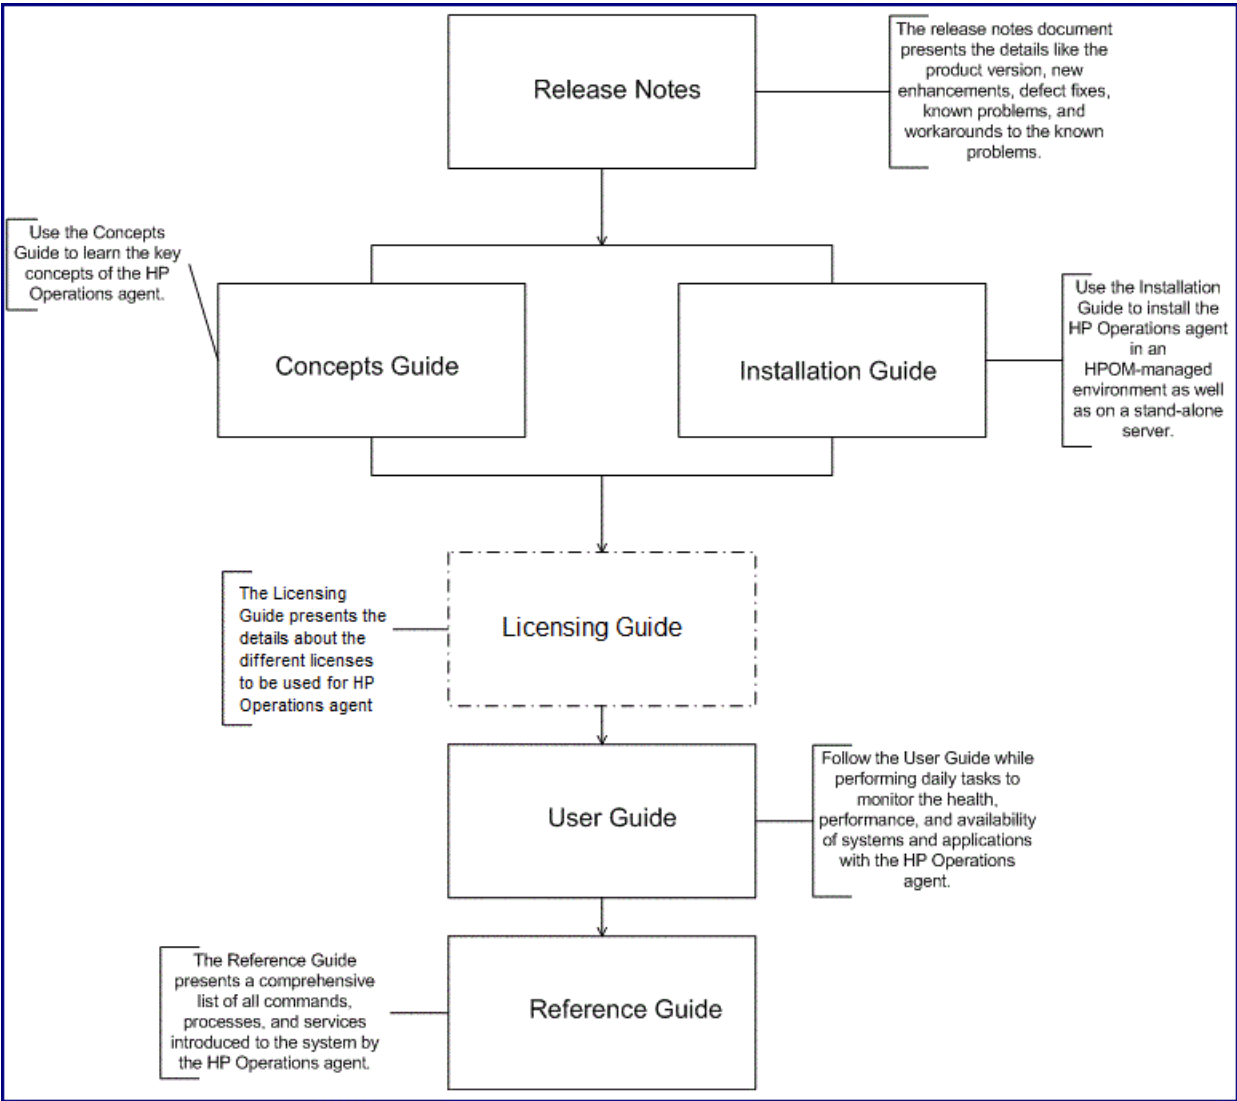 Release Notes
The release notes document
presents the details like the
product version, new
enhancements, defect fixes,
known problems, and
workarounds to the known
problems.
Use the Concepts
Guide to learn the key
concepts of the HP
Operations agent.
Concepts Guide
Installation Guide
Use the Installation
Guide to install the
HP Operations agent
in an
HPOM-managed
environment as well
as on a stand-alone
server.
The Licensing
Guide presents the
details about the
different licenses
to be used for HP
Operations agent
Licensing Guide
User Guide
Follow the User Guide while
performing daily tasks to
monitor the health,
performance, and availability
of systems and applications
with the HP Operations
agent.
The Reference Guide
presents a comprehensive
list of all commands,
processes, and services
introduced to the system by
the HP Operations agent.
Reference Guide